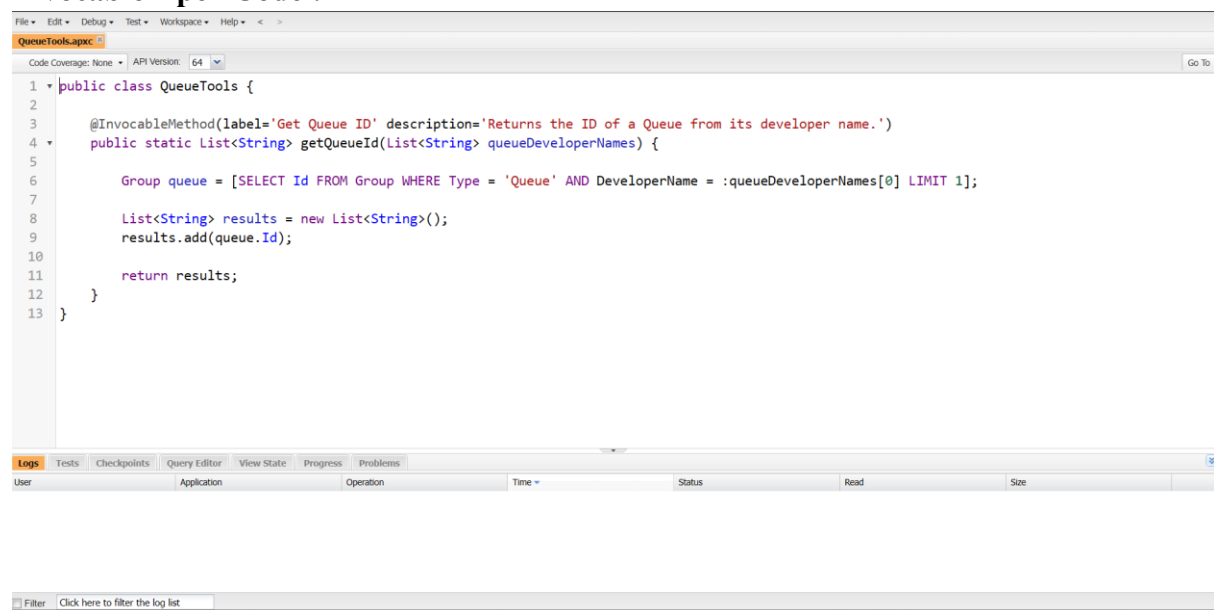 File Edit Debug Test Workspace Help < >
QueueTools.apxc
Code Coverage: None API Version: 64 Go To
1 public class QueueTools {
2
3 @InvocableMethod(label='Get Queue ID' description='Returns the ID of a Queue from its developer name.')
4 public static List<String> getQueueId(List<String> queueDeveloperNames) {
5
6 Group queue = [SELECT Id FROM Group WHERE Type = 'Queue' AND DeveloperName = :queueDeveloperNames[0] LIMIT 1];
7
8 List<String> results = new List<String>();
9 results.add(queue.Id);
10
11 return results;
12 }
13 }
Logs Tests Checkpoints Query Editor View State Progress Problems
User Application Operation Time Status Read Size
Filter Click here to filter the log list